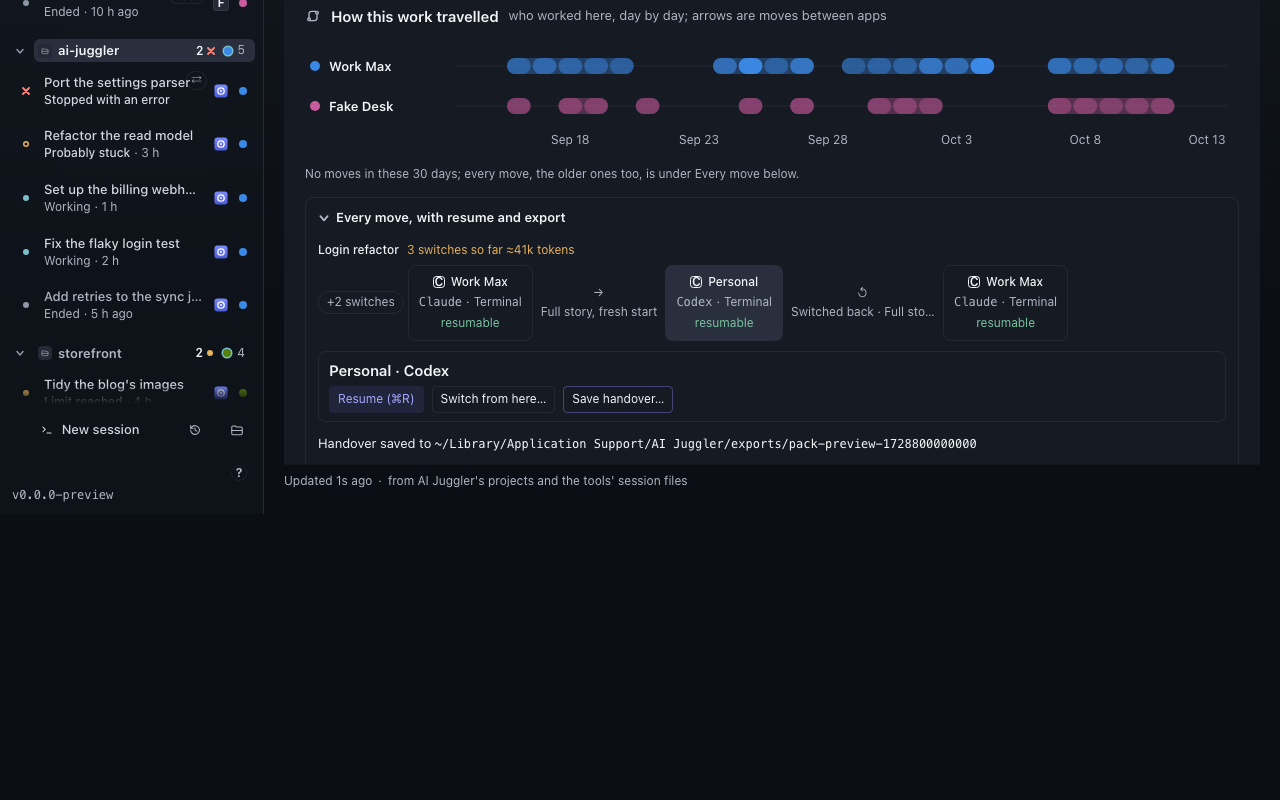 Ended · 10 h ago
F
ai-juggler 2 5
Port the settings parser
Stopped with an error
Refactor the read model
Probably stuck · 3 h
Set up the billing webh...
Working · 1 h
Fix the flaky login test
Working · 2 h
Add retries to the sync j...
Ended · 5 h ago
storefront 2 4
Tidy the blog's images
Limit reached · 4 h
New session
?
v0.0.0-preview
How this work travelled who worked here, day by day; arrows are moves between apps
Work Max
Fake Desk
Sep 18 Sep 23 Sep 28 Oct 3 Oct 8 Oct 13
No moves in these 30 days; every move, the older ones too, is under Every move below.
Every move, with resume and export
Login refactor 3 switches so far ≈41k tokens
+2 switches
Work Max
Claude · Terminal
resumable
→
Full story, fresh start
Personal
Codex · Terminal
resumable
Switched back · Full sto...
Work Max
Claude · Terminal
resumable
Personal · Codex
Resume (⌘R) Switch from here... Save handover...
Handover saved to ~/Library/Application Support/AI Juggler/exports/pack-preview-1728800000000
Updated 1s ago · from AI Juggler's projects and the tools' session files